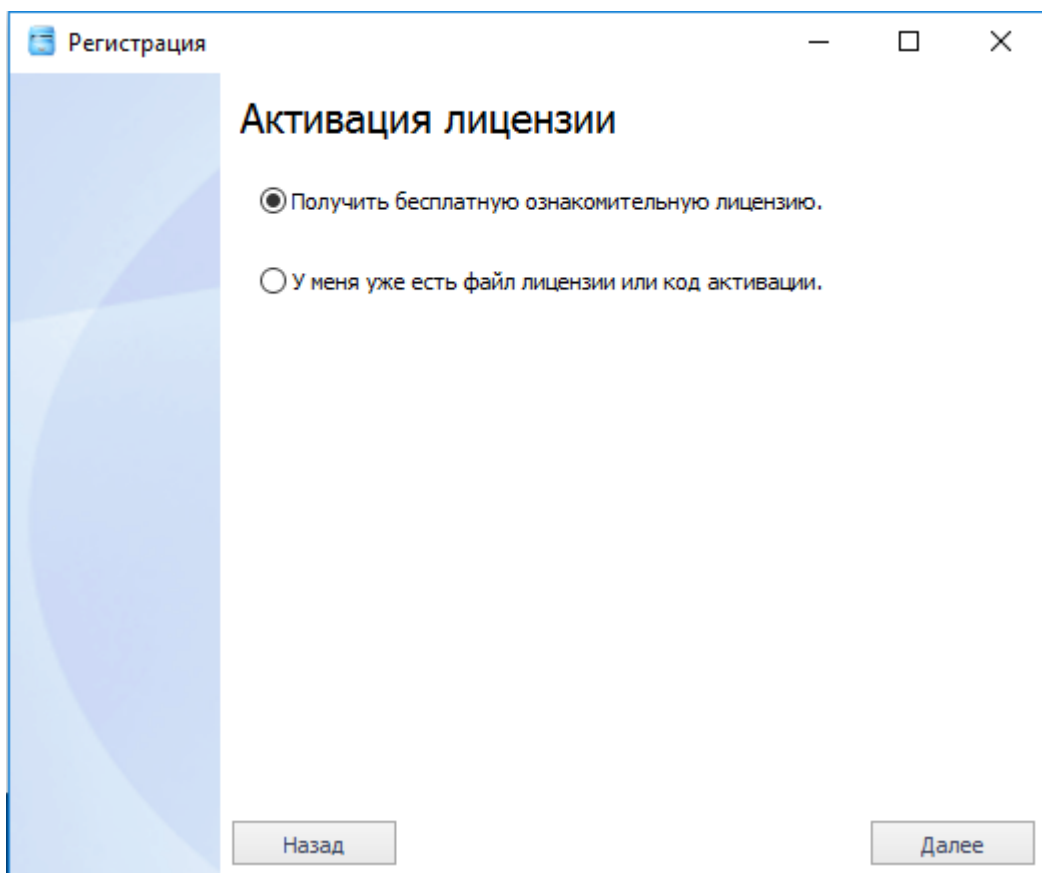 Регистрация
Активация лицензии
Получить бесплатную ознакомительную лицензию.
У меня уже есть файл лицензии или код активации.
Назад
Далее